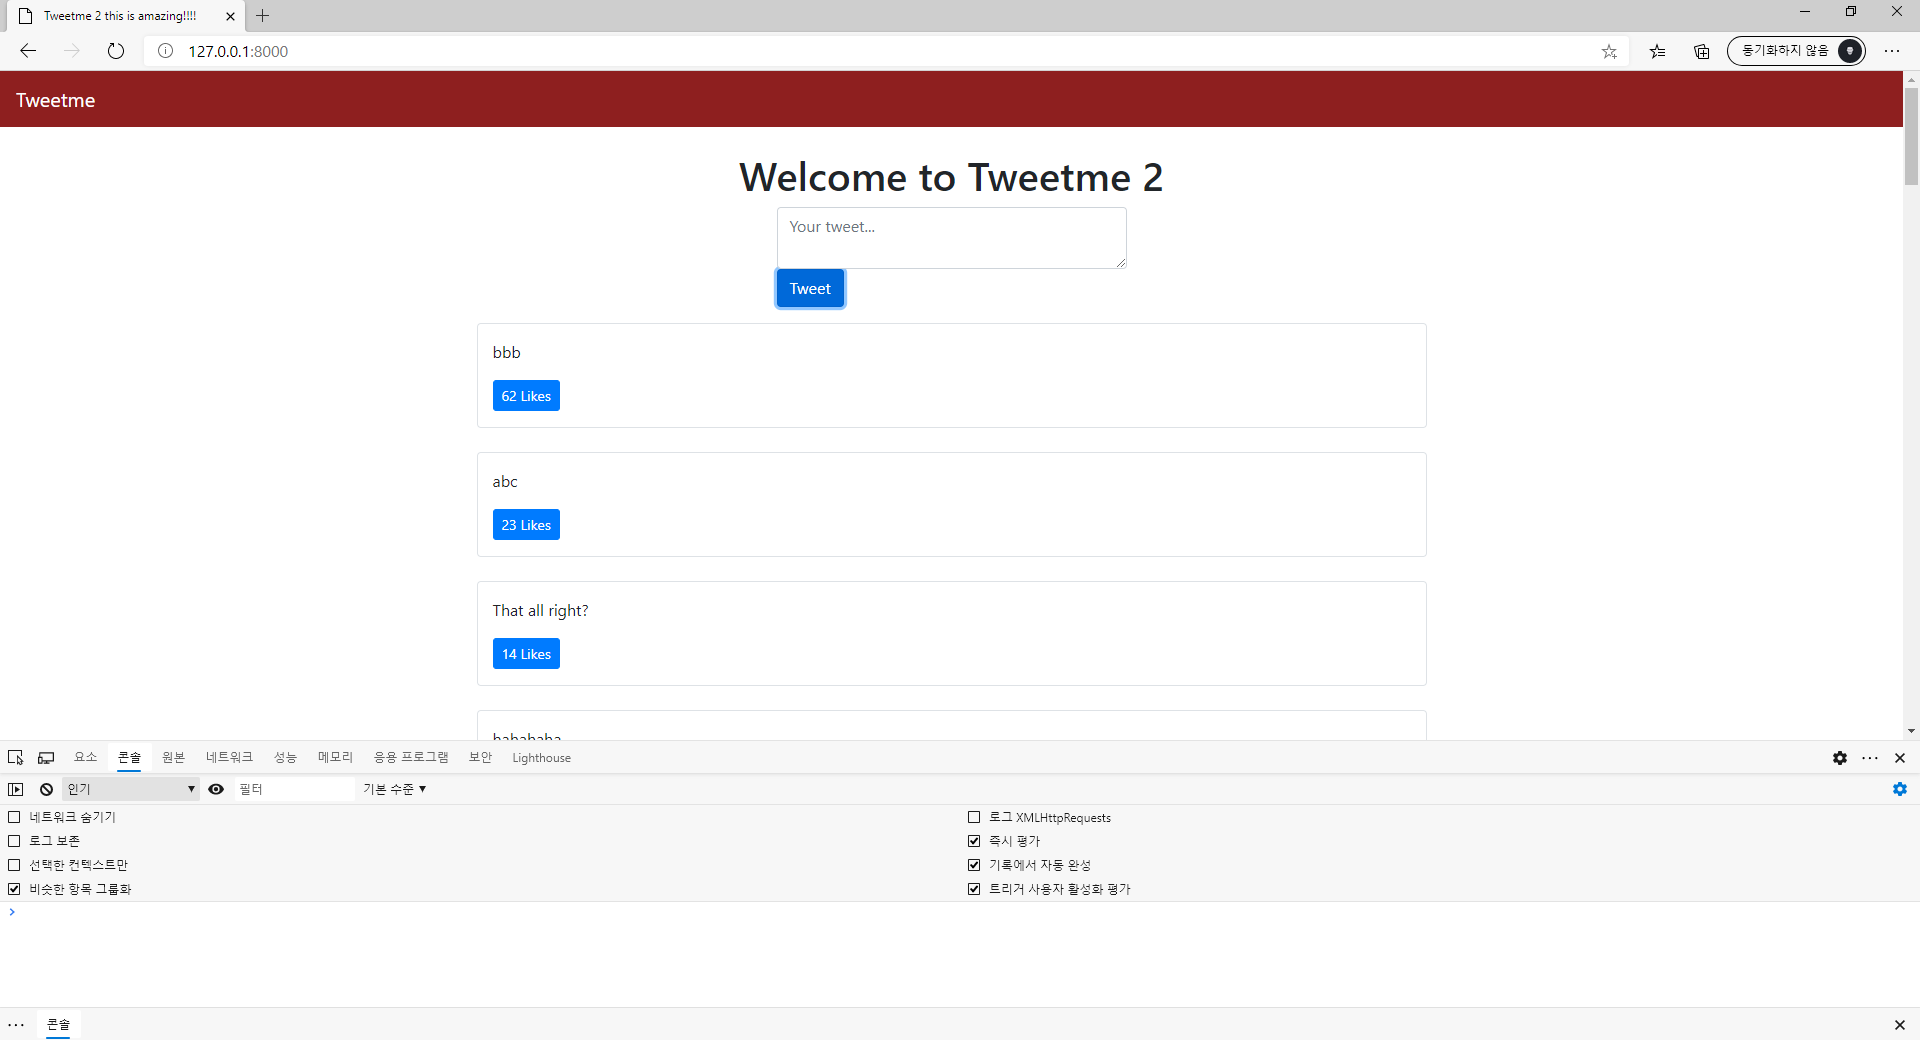 Tweetme 2 this is amazing!!!!
127.0.0.1:8000
동기화하지 않음
Tweetme
Welcome to Tweetme 2
Your tweet...
Tweet
bbb
62 Likes
abc
23 Likes
That all right?
14 Likes
hahahaha
요소 콘솔 원본 네트워크 성능 메모리 응용 프로그램 보안 Lighthouse
인기 ▼ 필터 기본 수준 ▼
네트워크 숨기기 로그 XMLHttpRequests
로그 보존 즉시 평가
선택한 컨텍스트만 기록에서 자동 완성
비슷한 항목 그룹화 트리거 사용자 활성화 평가
콘솔